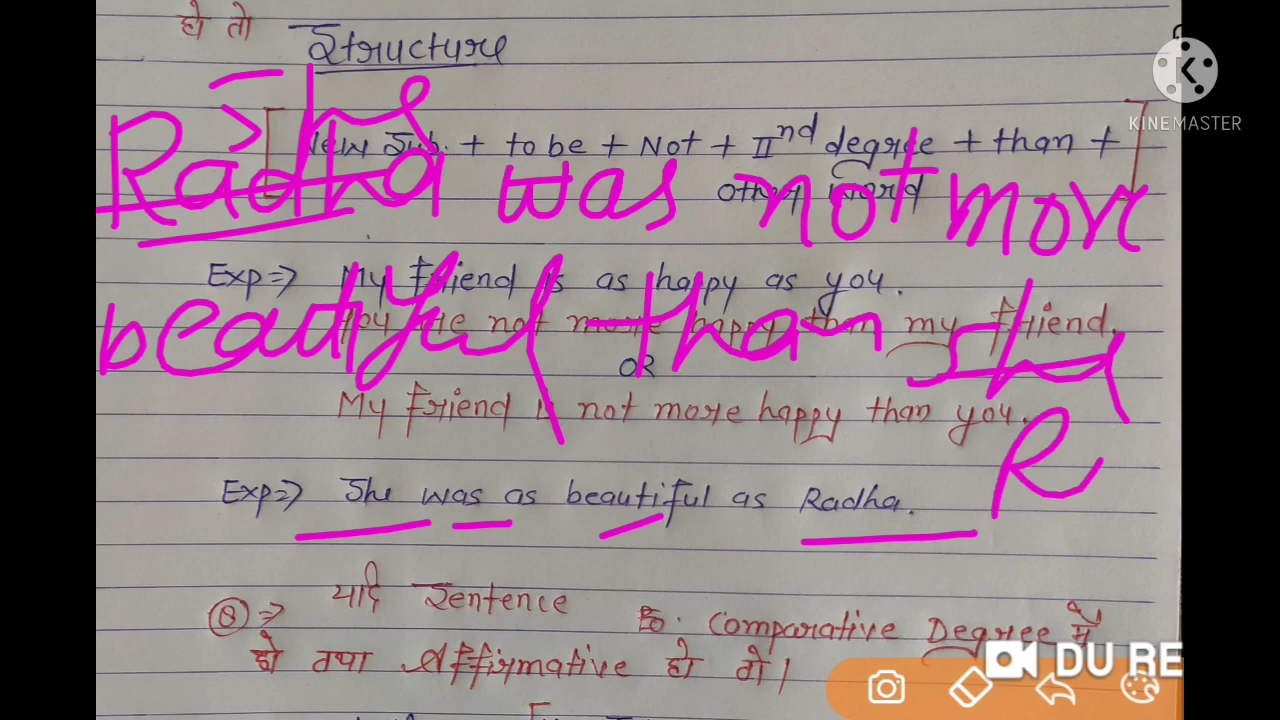 हो तो Structure
[New Sub. + to be + Not + IInd degree + than +
other word]
Radha was not more
Exp⇒ My friend is as happy as you.
You are not more happy than my friend.
beautiful than she
OR
My friend is not more happy than you.
R
Exp⇒ She was as beautiful as Radha.
⑧⇒ यदि Sentence Comparative Degree में
हो तथा Affirmative हो तो।
KINEMASTER
DU RE